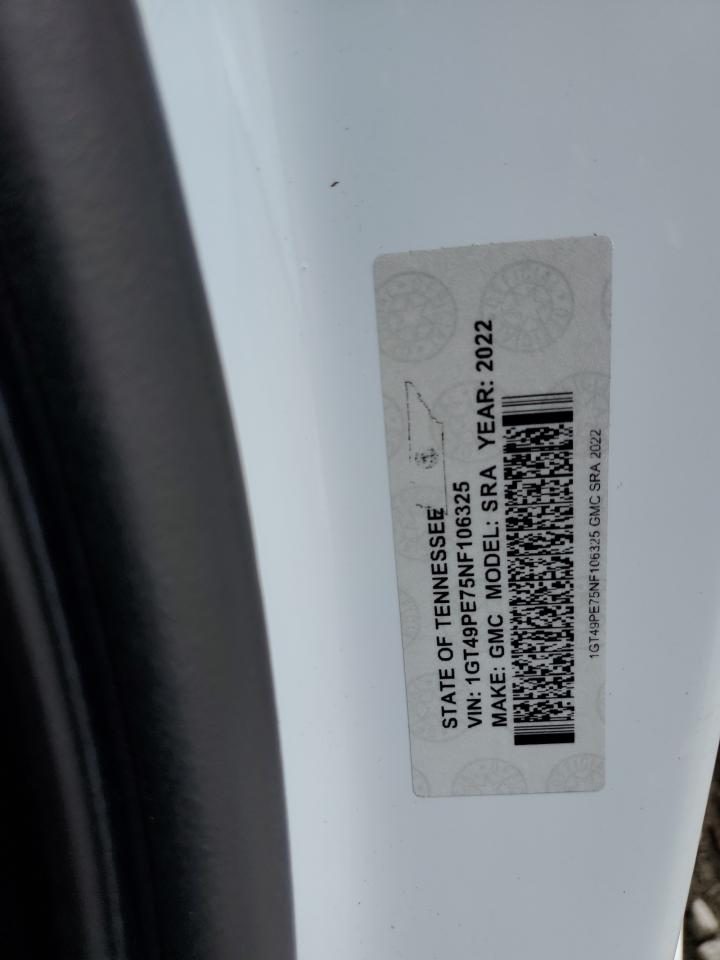 STATE OF TENNESSEE
VIN: 1GT49PE75NF106325
MAKE: GMC MODEL: SRA YEAR: 2022
1GT49PE75NF106325 GMC SRA 2022